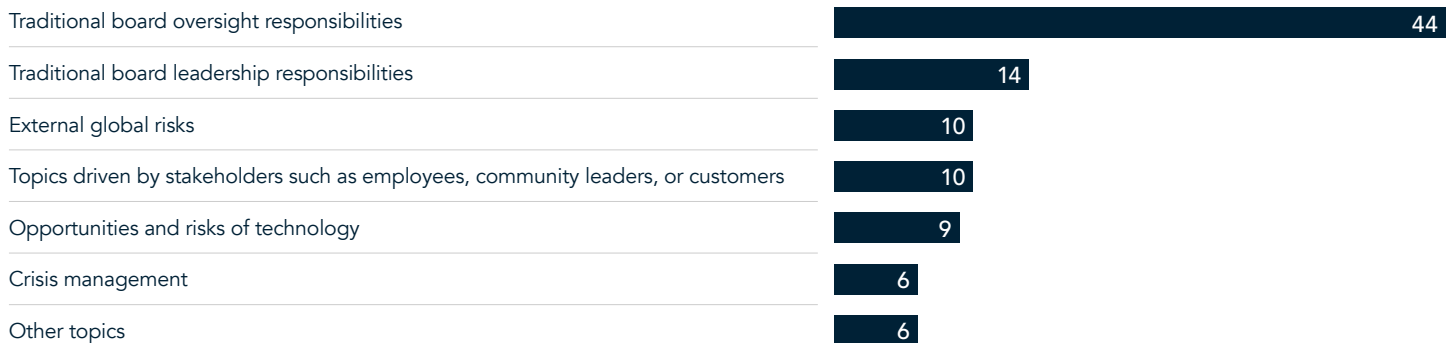 Traditional board oversight responsibilities 44
Traditional board leadership responsibilities 14
External global risks 10
Topics driven by stakeholders such as employees, community leaders, or customers 10
Opportunities and risks of technology 9
Crisis management 6
Other topics 6